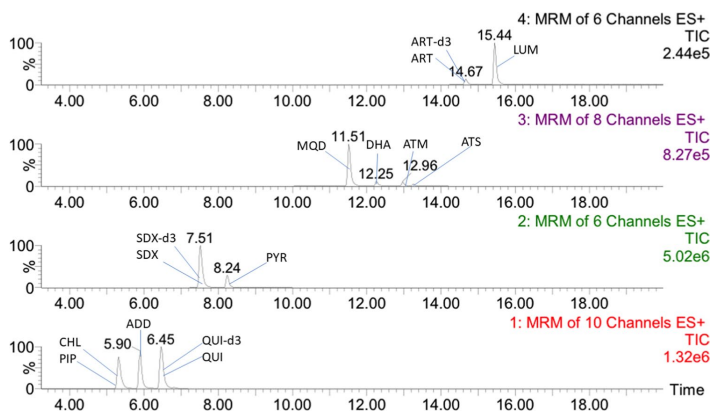 4: MRM of 6 Channels ES+
TIC
2.44e5
15.44
ART-d3
ART
14.67
LUM
100
%
0
4.00 6.00 8.00 10.00 12.00 14.00 16.00 18.00
3: MRM of 8 Channels ES+
TIC
8.27e5
11.51
MQD
DHA
ATM
ATS
12.25
12.96
100
%
0
4.00 6.00 8.00 10.00 12.00 14.00 16.00 18.00
2: MRM of 6 Channels ES+
TIC
5.02e6
SDX-d3
7.51
SDX
8.24
PYR
100
%
0
4.00 6.00 8.00 10.00 12.00 14.00 16.00 18.00
1: MRM of 10 Channels ES+
TIC
1.32e6
ADD
CHL
5.90
6.45
QUI-d3
PIP
QUI
100
%
0
Time
4.00 6.00 8.00 10.00 12.00 14.00 16.00 18.00